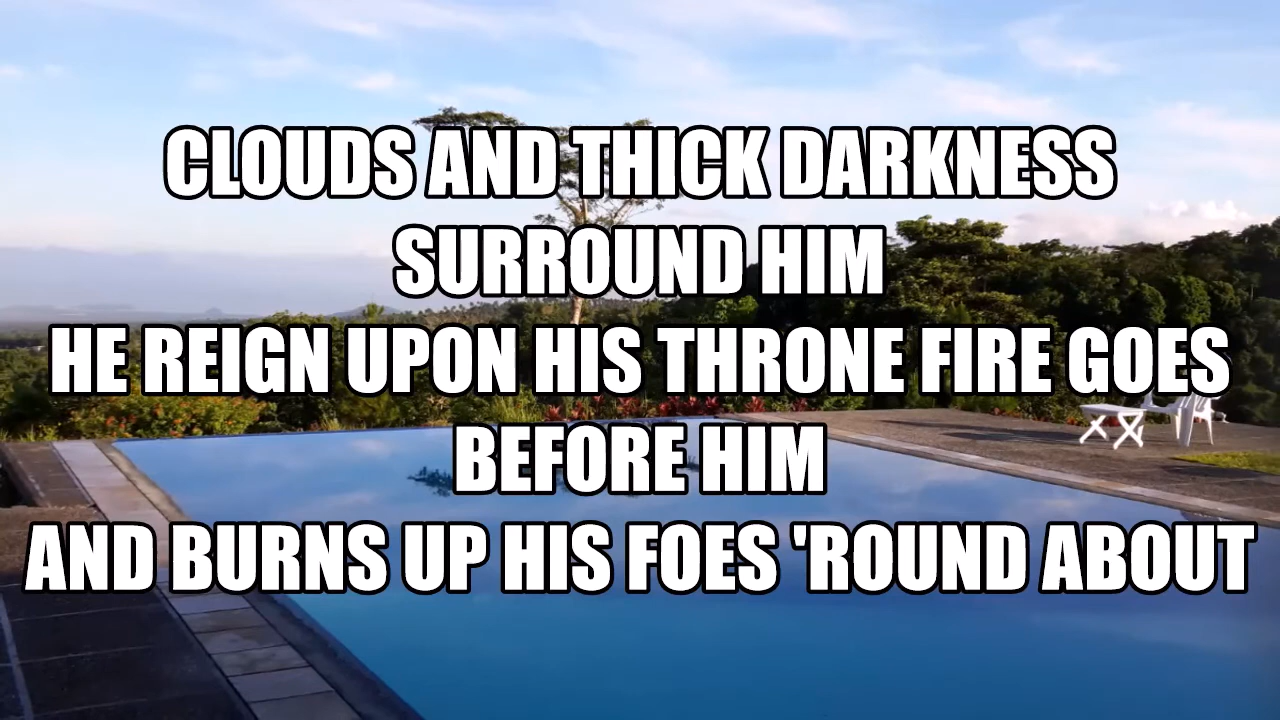 CLOUDS AND THICK DARKNESS
SURROUND HIM
HE REIGN UPON HIS THRONE FIRE GOES
BEFORE HIM
AND BURNS UP HIS FOES 'ROUND ABOUT